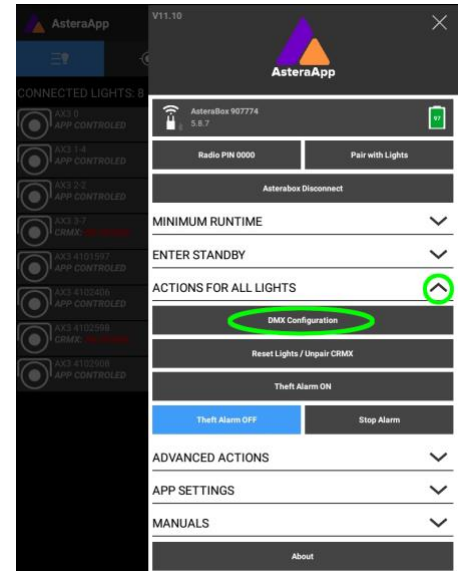 AsteraApp
V11.10
AsteraApp
CONNECTED LIGHTS: 8
AX3 0
APP CONTROLED
AX3 1-4
APP CONTROLED
AX3 2-2
APP CONTROLED
AX3 3-7
CRMX:
AX3 4101597
APP CONTROLED
AX3 4102406
APP CONTROLED
AX3 4102598
CRMX:
AX3 4102908
APP CONTROLED
AsteraBox 907774
5.8.7
97
Radio PIN 0000
Pair with Lights
Asterabox Disconnect
MINIMUM RUNTIME
ENTER STANDBY
ACTIONS FOR ALL LIGHTS
DMX Configuration
Reset Lights / Unpair CRMX
Theft Alarm ON
Theft Alarm OFF
Stop Alarm
ADVANCED ACTIONS
APP SETTINGS
MANUALS
About